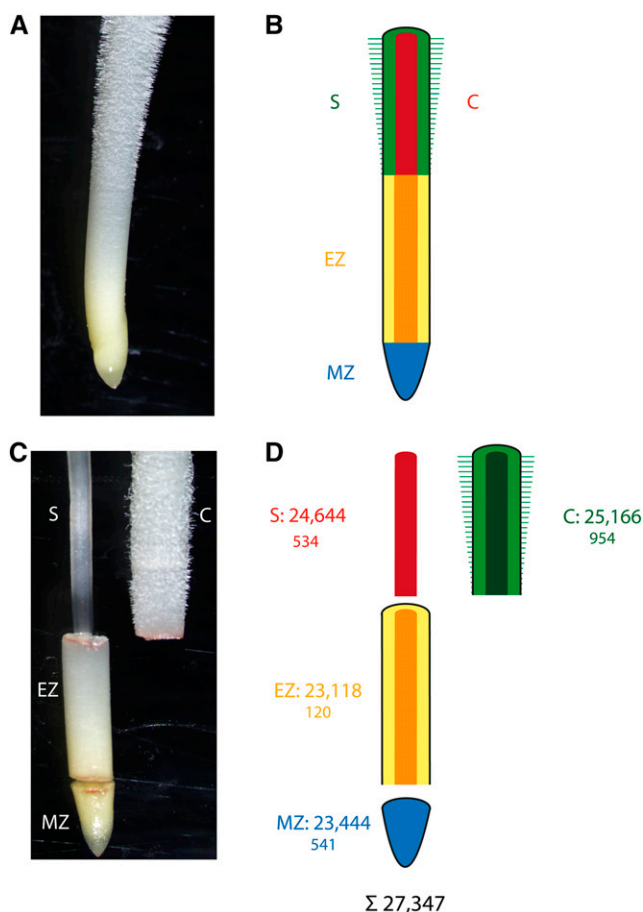 A
B
S
C
EZ
MZ
C
S
C
EZ
MZ
D
S: 24,644
534
C: 25,166
954
EZ: 23,118
120
MZ: 23,444
541
Σ 27,347